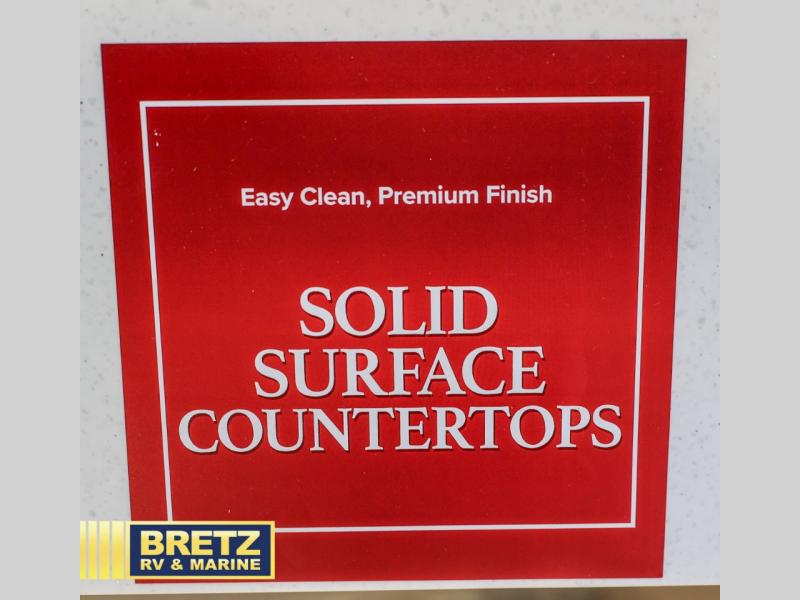 Easy Clean, Premium Finish
SOLID
SURFACE
COUNTERTOPS
BRETZ
RV & MARINE